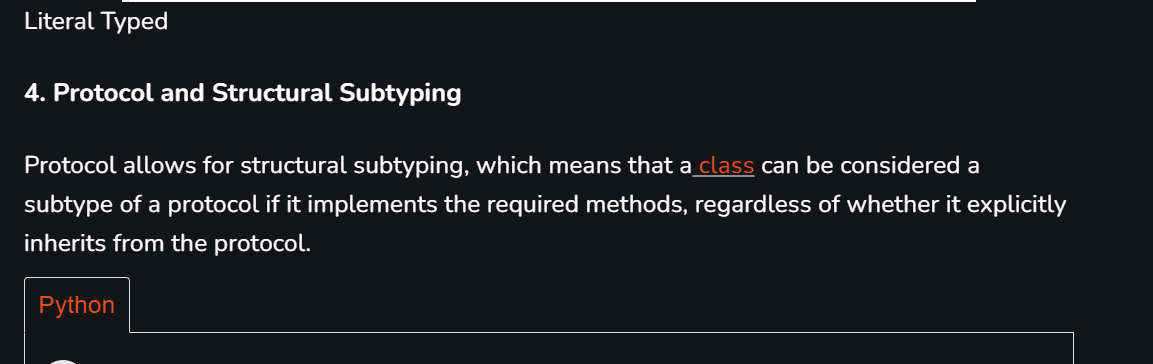 Literal Typed
4. Protocol and Structural Subtyping
Protocol allows for structural subtyping, which means that a class can be considered a
subtype of a protocol if it implements the required methods, regardless of whether it explicitly
inherits from the protocol.
Python